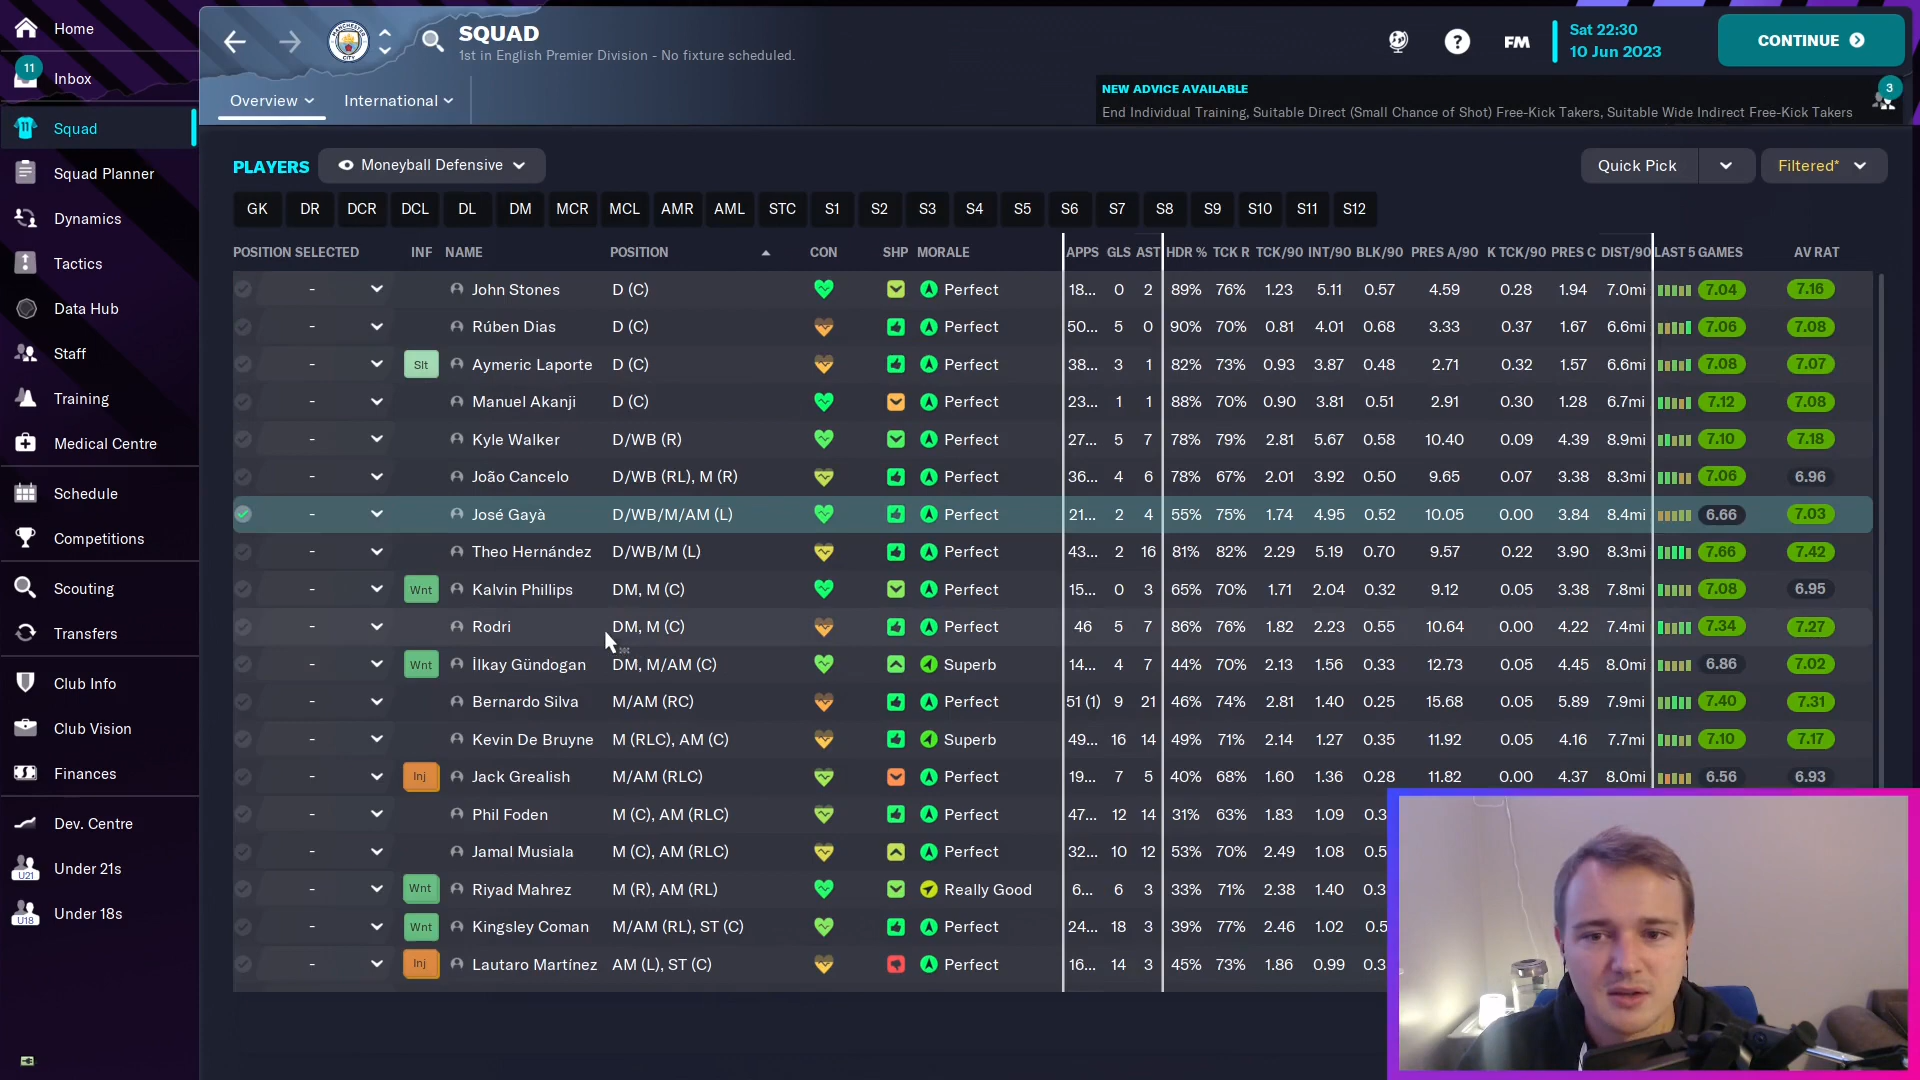 Home
11
Inbox
Squad
Squad Planner
Dynamics
Tactics
Data Hub
Staff
Training
Medical Centre
Schedule
Competitions
Scouting
Transfers
Club Info
Club Vision
Finances
Dev. Centre
U21 Under 21s
U18 Under 18s
SQUAD
1st in English Premier Division - No fixture scheduled.
? FM
Sat 22:30
10 Jun 2023
CONTINUE
Overview International
NEW ADVICE AVAILABLE
3
End Individual Training, Suitable Direct (Small Chance of Shot) Free-Kick Takers, Suitable Wide Indirect Free-Kick Takers
PLAYERS Moneyball Defensive Quick Pick Filtered*
GK DR DCR DCL DL DM MCR MCL AMR AML STC S1 S2 S3 S4 S5 S6 S7 S8 S9 S10 S11 S12
POSITION SELECTED INF NAME POSITION CON SHP MORALE APPS GLS AST HDR % TCK R TCK/90 INT/90 BLK/90 PRES A/90 K TCK/90 PRES C DIST/90 LAST 5 GAMES AV RAT
- John Stones D (C) Perfect 18... 0 2 89% 76% 1.23 5.11 0.57 4.59 0.28 1.94 7.0mi 7.04 7.16
- Rúben Dias D (C) Perfect 50... 5 0 90% 70% 0.81 4.01 0.68 3.33 0.37 1.67 6.6mi 7.06 7.08
- Slt Aymeric Laporte D (C) Perfect 38... 3 1 82% 73% 0.93 3.87 0.48 2.71 0.32 1.57 6.6mi 7.08 7.07
- Manuel Akanji D (C) Perfect 23... 1 1 88% 70% 0.90 3.81 0.51 2.91 0.30 1.28 6.7mi 7.12 7.08
- Kyle Walker D/WB (R) Perfect 27... 5 7 78% 79% 2.81 5.67 0.58 10.40 0.09 4.39 8.9mi 7.10 7.18
- João Cancelo D/WB (RL), M (R) Perfect 36... 4 6 78% 67% 2.01 3.92 0.50 9.65 0.07 3.38 8.3mi 7.06 6.96
- José Gayà D/WB/M/AM (L) Perfect 21... 2 4 55% 75% 1.74 4.95 0.52 10.05 0.00 3.84 8.4mi 6.66 7.03
- Theo Hernández D/WB/M (L) Perfect 43... 2 16 81% 82% 2.29 5.19 0.70 9.57 0.22 3.90 8.3mi 7.66 7.42
- Wnt Kalvin Phillips DM, M (C) Perfect 15... 0 3 65% 70% 1.71 2.04 0.32 9.12 0.05 3.38 7.8mi 7.08 6.95
- Rodri DM, M (C) Perfect 46 5 7 86% 76% 1.82 2.23 0.55 10.64 0.00 4.22 7.4mi 7.34 7.27
- Wnt İlkay Gündogan DM, M/AM (C) Superb 14... 4 7 44% 70% 2.13 1.56 0.33 12.73 0.05 4.45 8.0mi 6.86 7.02
- Bernardo Silva M/AM (RC) Perfect 51 (1) 9 21 46% 74% 2.81 1.40 0.25 15.68 0.05 5.89 7.9mi 7.40 7.31
- Kevin De Bruyne M (RLC), AM (C) Superb 49... 16 14 49% 71% 2.14 1.27 0.35 11.92 0.05 4.16 7.7mi 7.10 7.17
- Inj Jack Grealish M/AM (RLC) Perfect 19... 7 5 40% 68% 1.60 1.36 0.28 11.82 0.00 4.37 8.0mi 6.56 6.93
- Phil Foden M (C), AM (RLC) Perfect 47... 12 14 31% 63% 1.83 1.09 0.3
- Jamal Musiala M (C), AM (RLC) Perfect 32... 10 12 53% 70% 2.49 1.08 0.5
- Wnt Riyad Mahrez M (R), AM (RL) Really Good 6... 6 3 33% 71% 2.38 1.40 0.3
- Wnt Kingsley Coman M/AM (RL), ST (C) Perfect 24... 18 3 39% 77% 2.46 1.02 0.5
- Inj Lautaro Martínez AM (L), ST (C) Perfect 16... 14 3 45% 73% 1.86 0.99 0.3